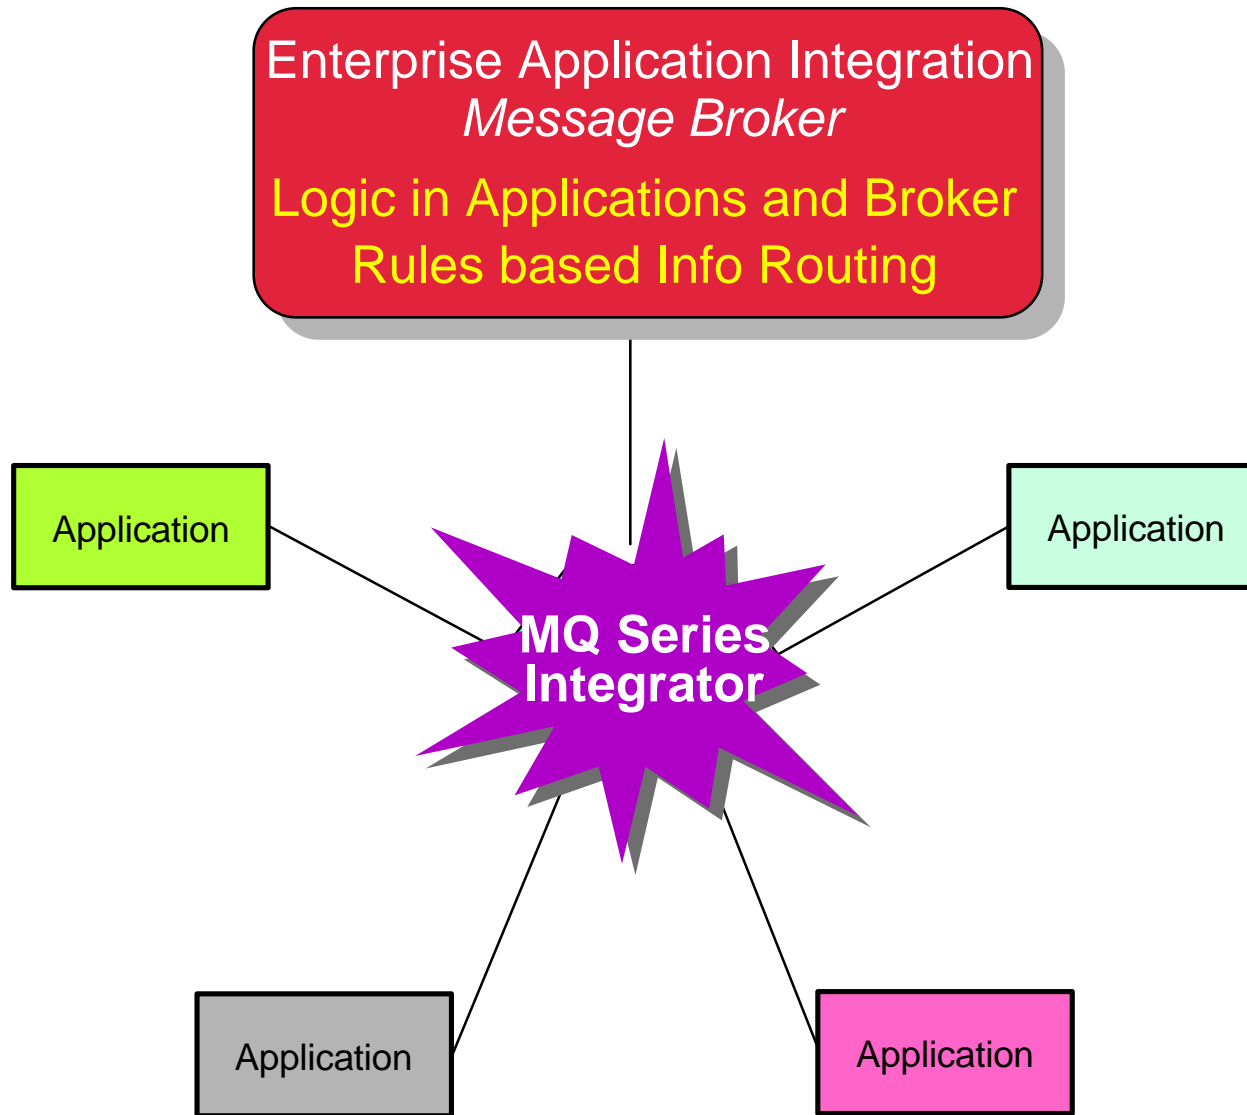 Enterprise Application Integration
Message Broker
Logic in Applications and Broker
Rules based Info Routing
Application
Application
MQ Series
Integrator
Application
Application